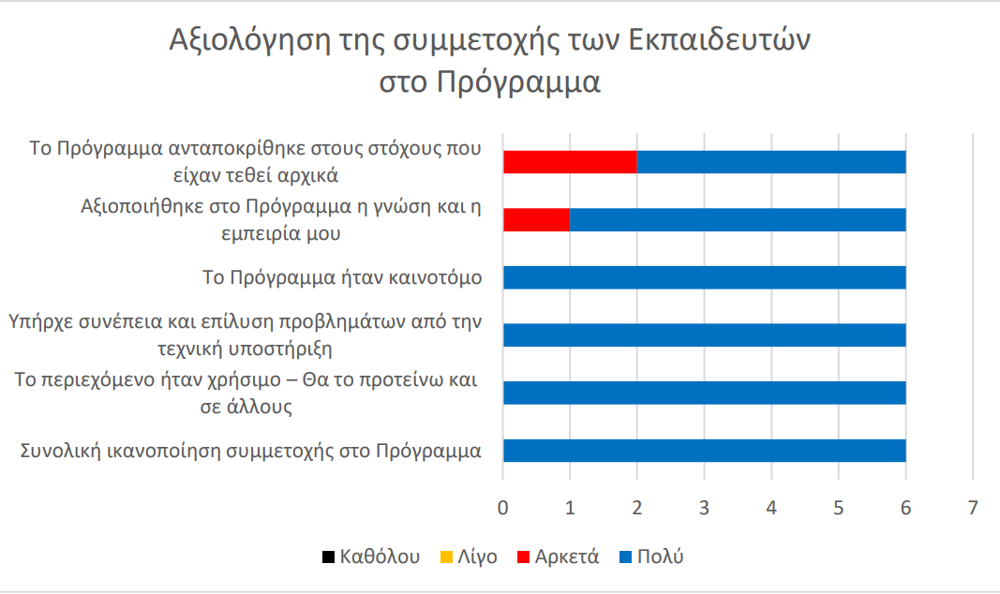 Αξιολόγηση της συμμετοχής των Εκπαιδευτών
στο Πρόγραμμα
Το Πρόγραμμα ανταποκρίθηκε στους στόχους που
είχαν τεθεί αρχικά
Αξιοποιήθηκε στο Πρόγραμμα η γνώση και η
εμπειρία μου
Το Πρόγραμμα ήταν καινοτόμο
Υπήρχε συνέπεια και επίλυση προβλημάτων από την
τεχνική υποστήριξη
Το περιεχόμενο ήταν χρήσιμο – Θα το προτείνω και
σε άλλους
Συνολική ικανοποίηση συμμετοχής στο Πρόγραμμα
0 1 2 3 4 5 6 7
Καθόλου Λίγο Αρκετά Πολύ